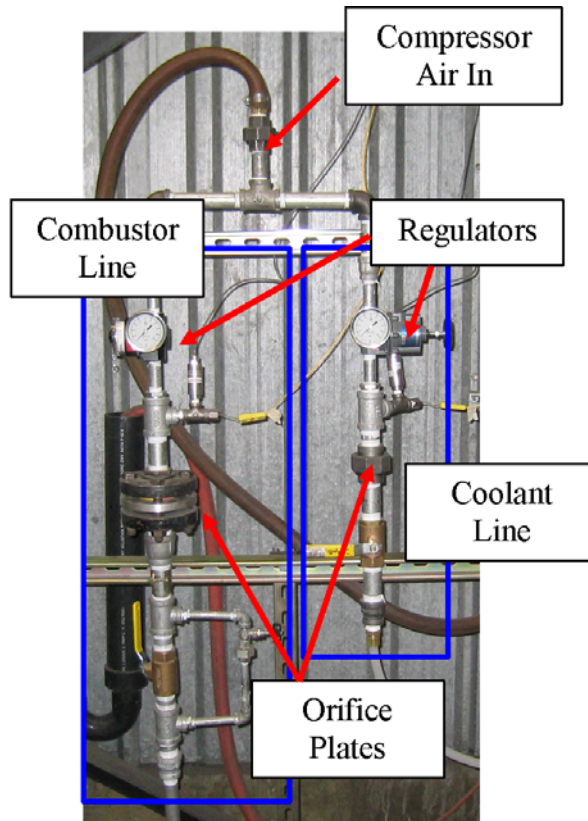 Compressor
Air In
Combustor
Line
Regulators
Coolant
Line
Orifice
Plates